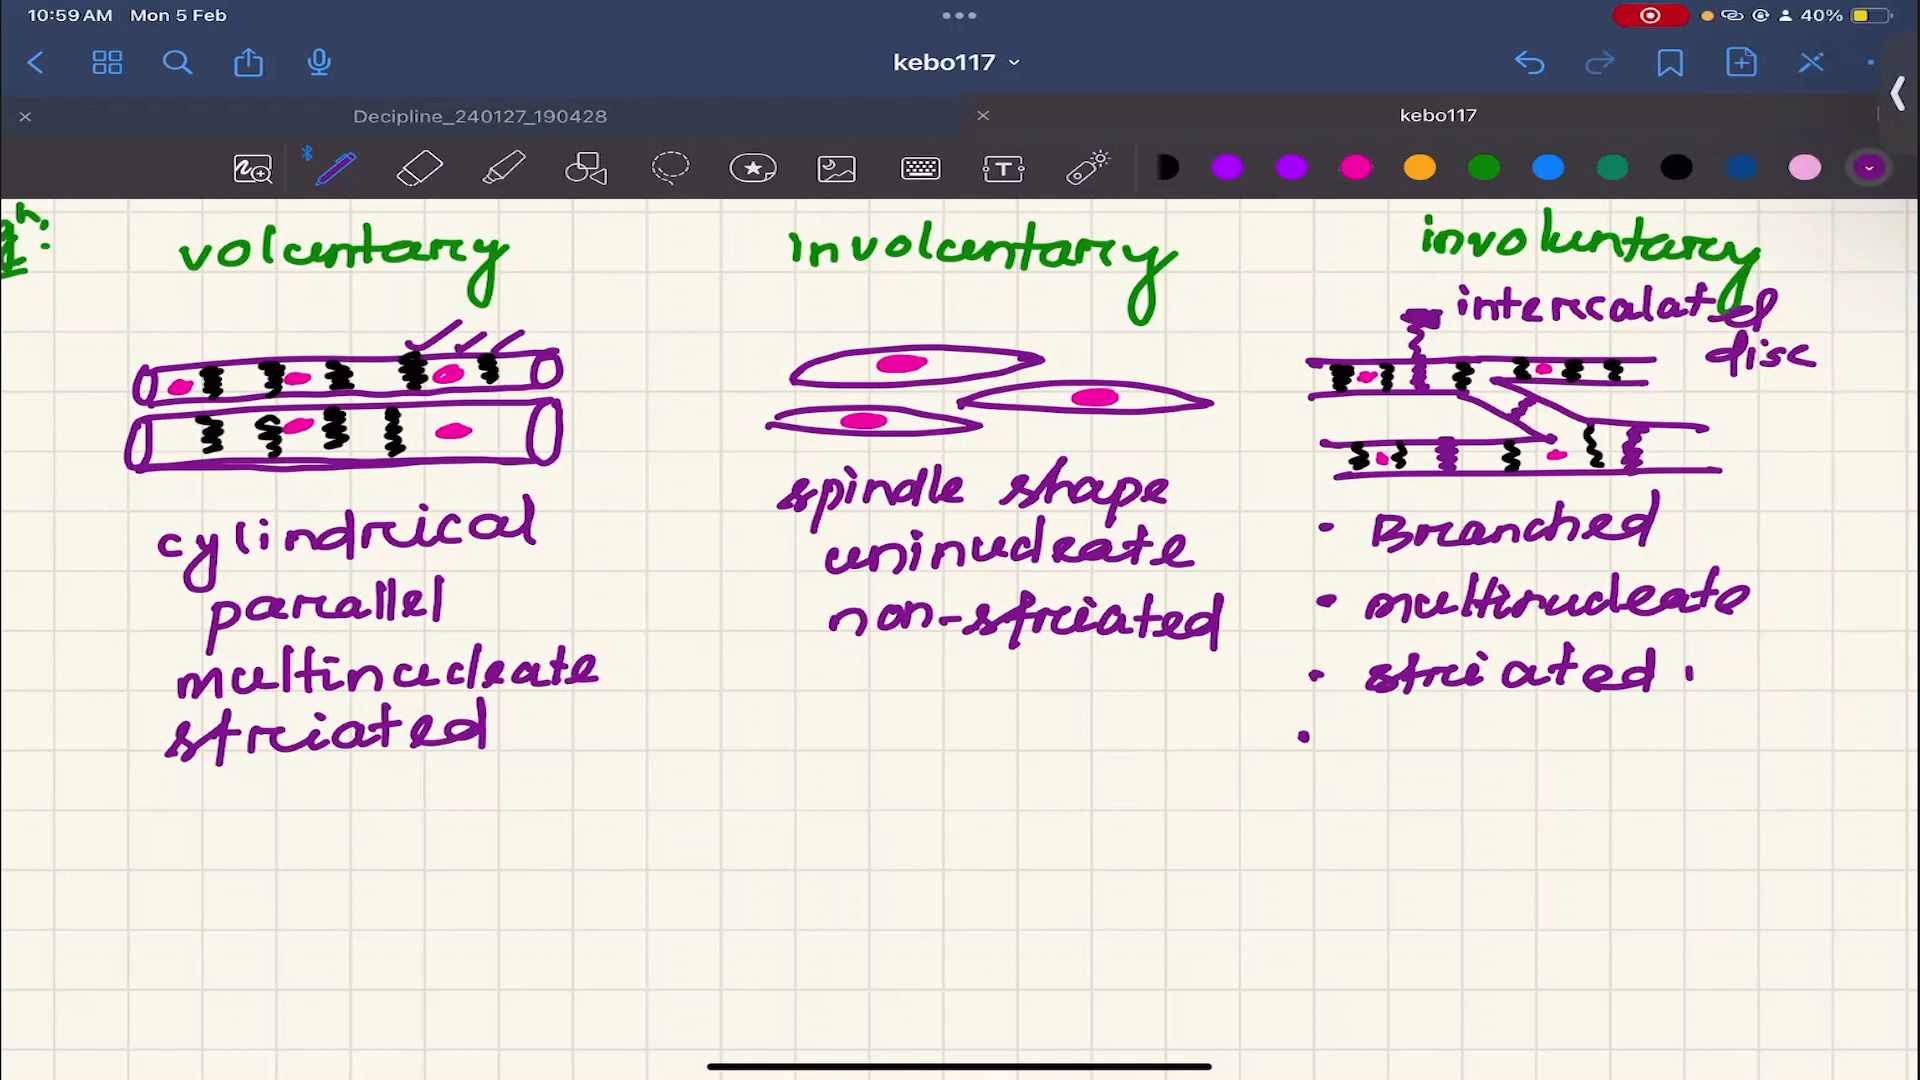 10:59 AM Mon 5 Feb
40%
kebo117
Decipline_240127_190428
kebo117
voluntary
involuntary
involuntary
intercalated
disc
cylindrical
parallel
multinucleate
striated
spindle shape
uninucleate
non-striated
• Branched
• multinucleate
• striated
•